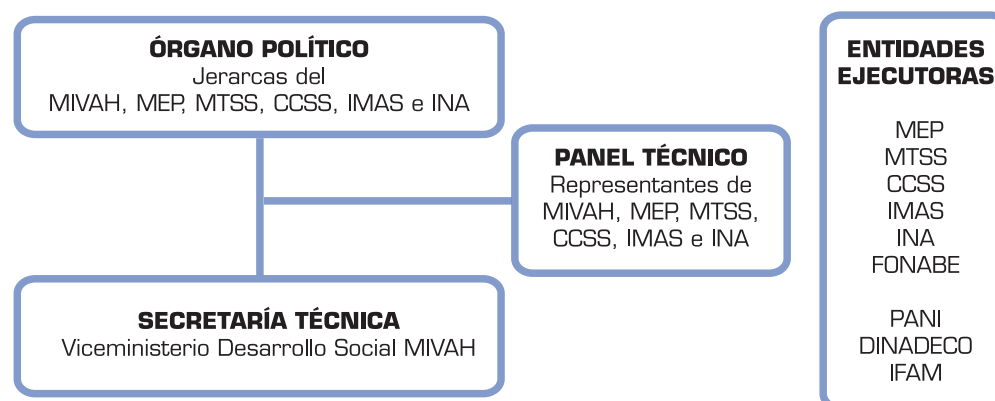 ÓRGANO POLÍTICO
Jerarcas del
MIVAH, MEP, MTSS, CCSS, IMAS e INA
PANEL TÉCNICO
Representantes de
MIVAH, MEP, MTSS,
CCSS, IMAS e INA
SECRETARÍA TÉCNICA
Viceministerio Desarrollo Social MIVAH
ENTIDADES
EJECUTORAS
MEP
MTSS
CCSS
IMAS
INA
FONABE
PANI
DINADECO
IFAM